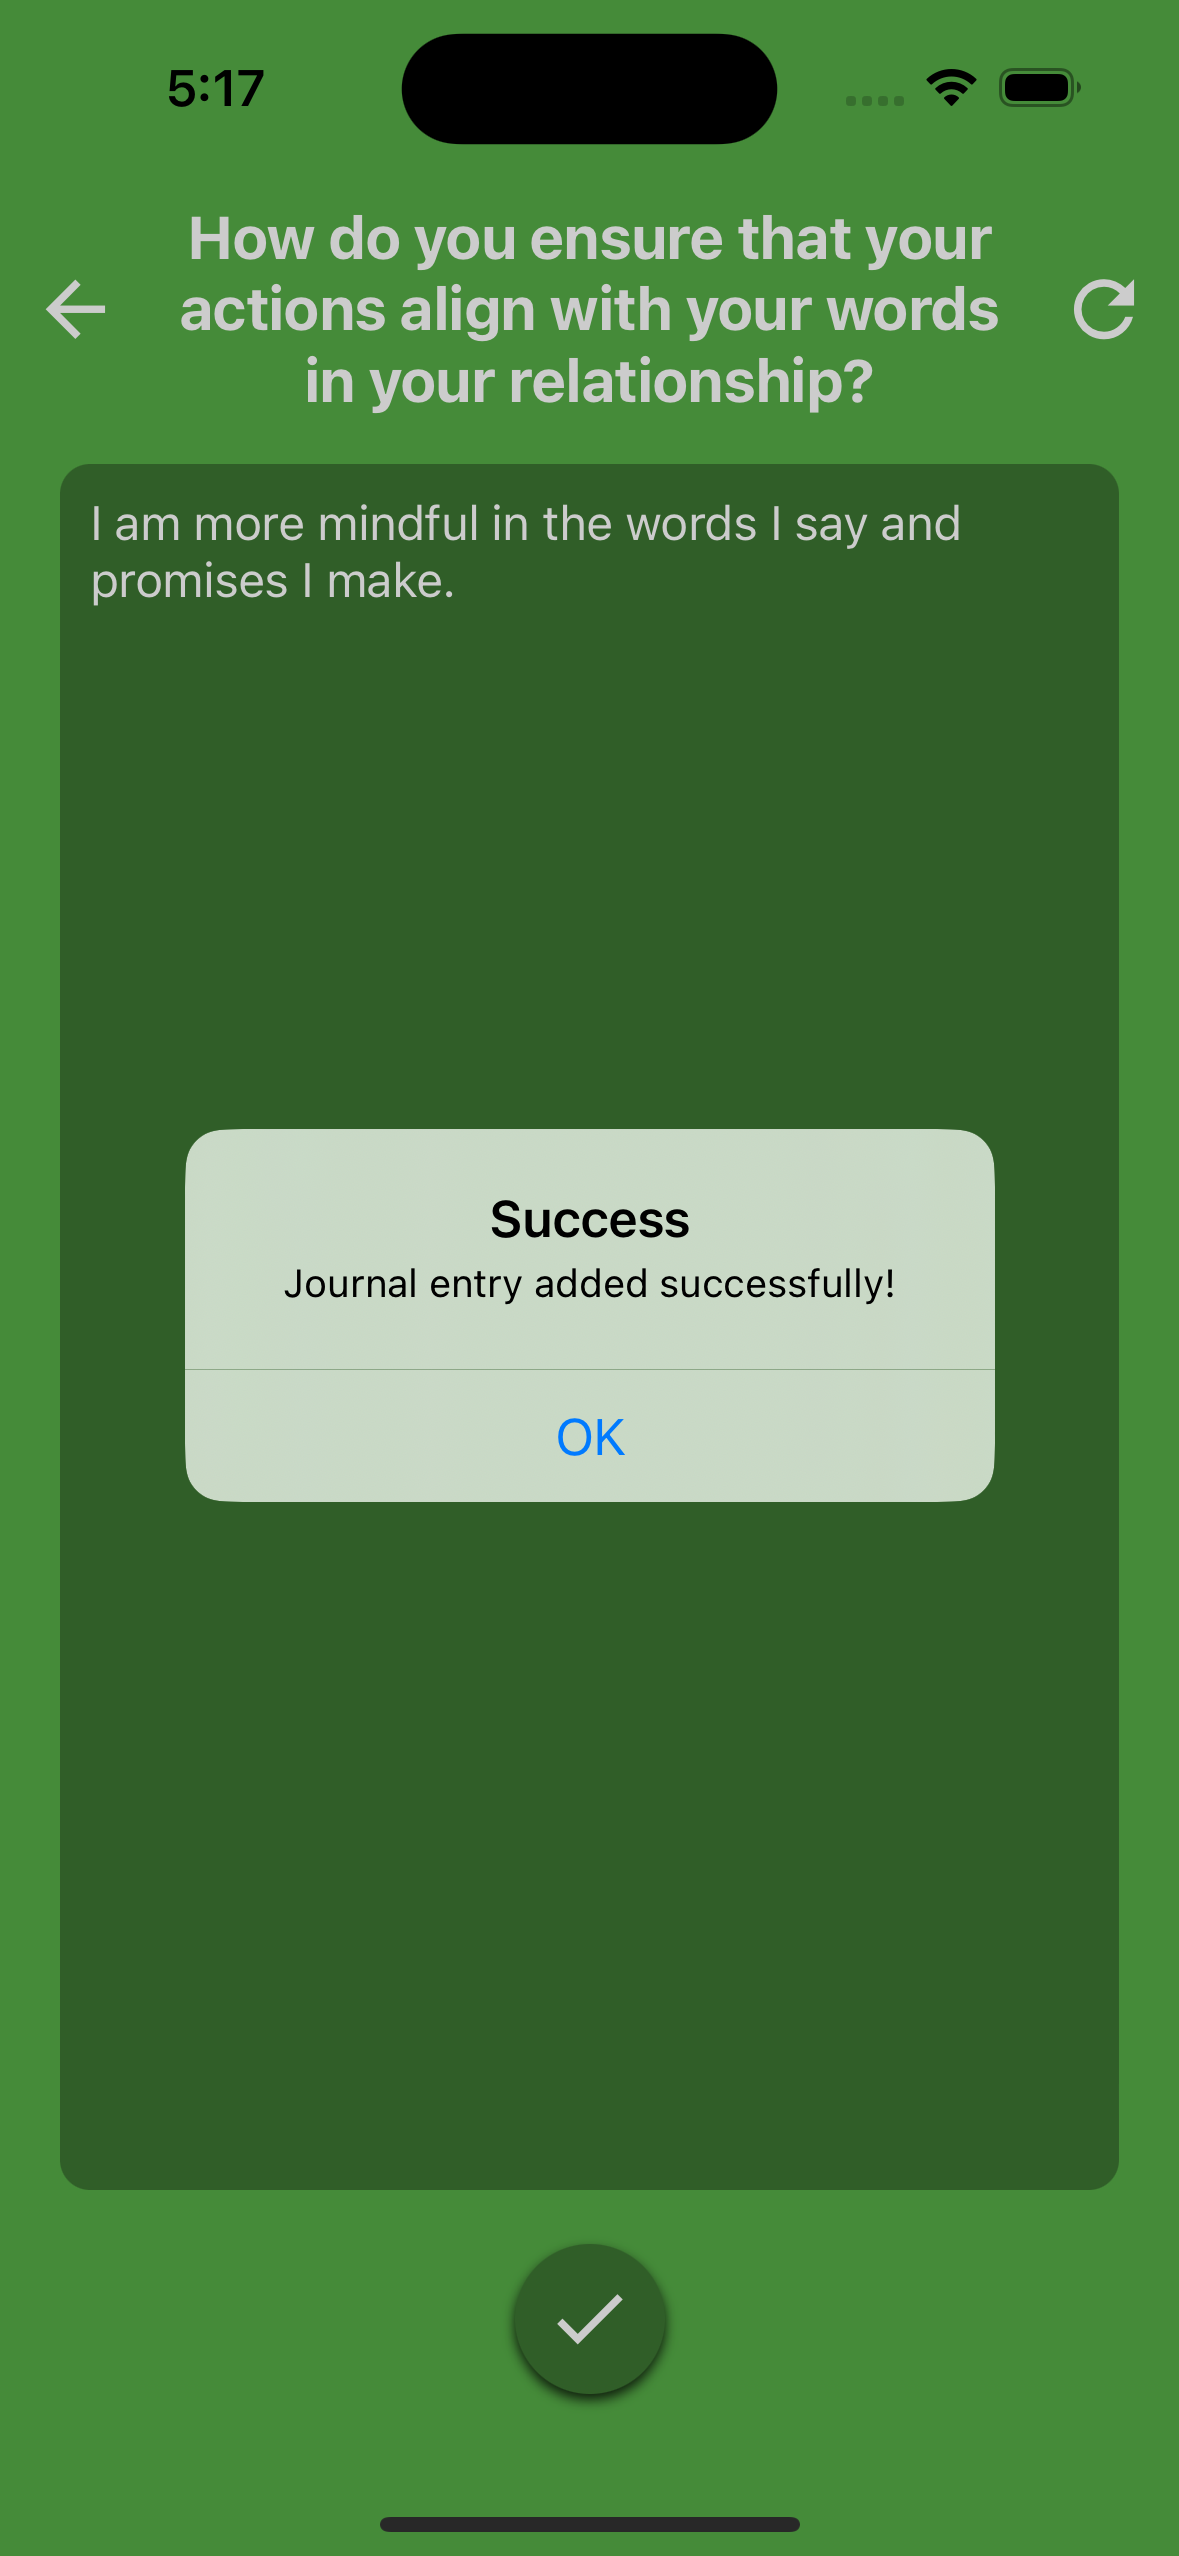 5:17
How do you ensure that your
actions align with your words
in your relationship?
I am more mindful in the words I say and
promises I make.
Success
Journal entry added successfully!
OK